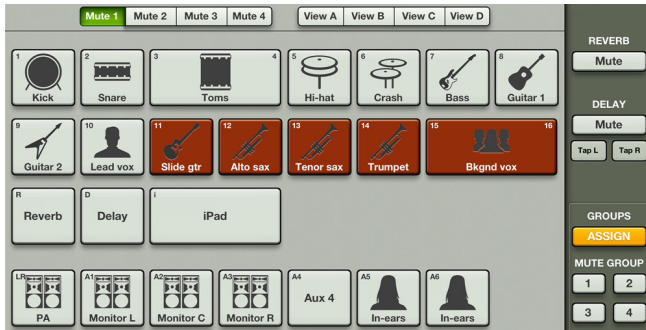 Mute 1 Mute 2 Mute 3 Mute 4 View A View B View C View D
REVERB
Mute
DELAY
Mute
Tap L Tap R
GROUPS
ASSIGN
MUTE GROUP
1 2
3 4
1 2 3 4 5 6 7 8
Kick Snare Toms Hi-hat Crash Bass Guitar 1
9 10 11 12 13 14 15 16
Guitar 2 Lead vox Slide gtr Alto sax Tenor sax Trumpet Bkgnd vox
R D i
Reverb Delay iPad
LR A1 A2 A3 A4 A5 A6
PA Monitor L Monitor C Monitor R Aux 4 In-ears In-ears